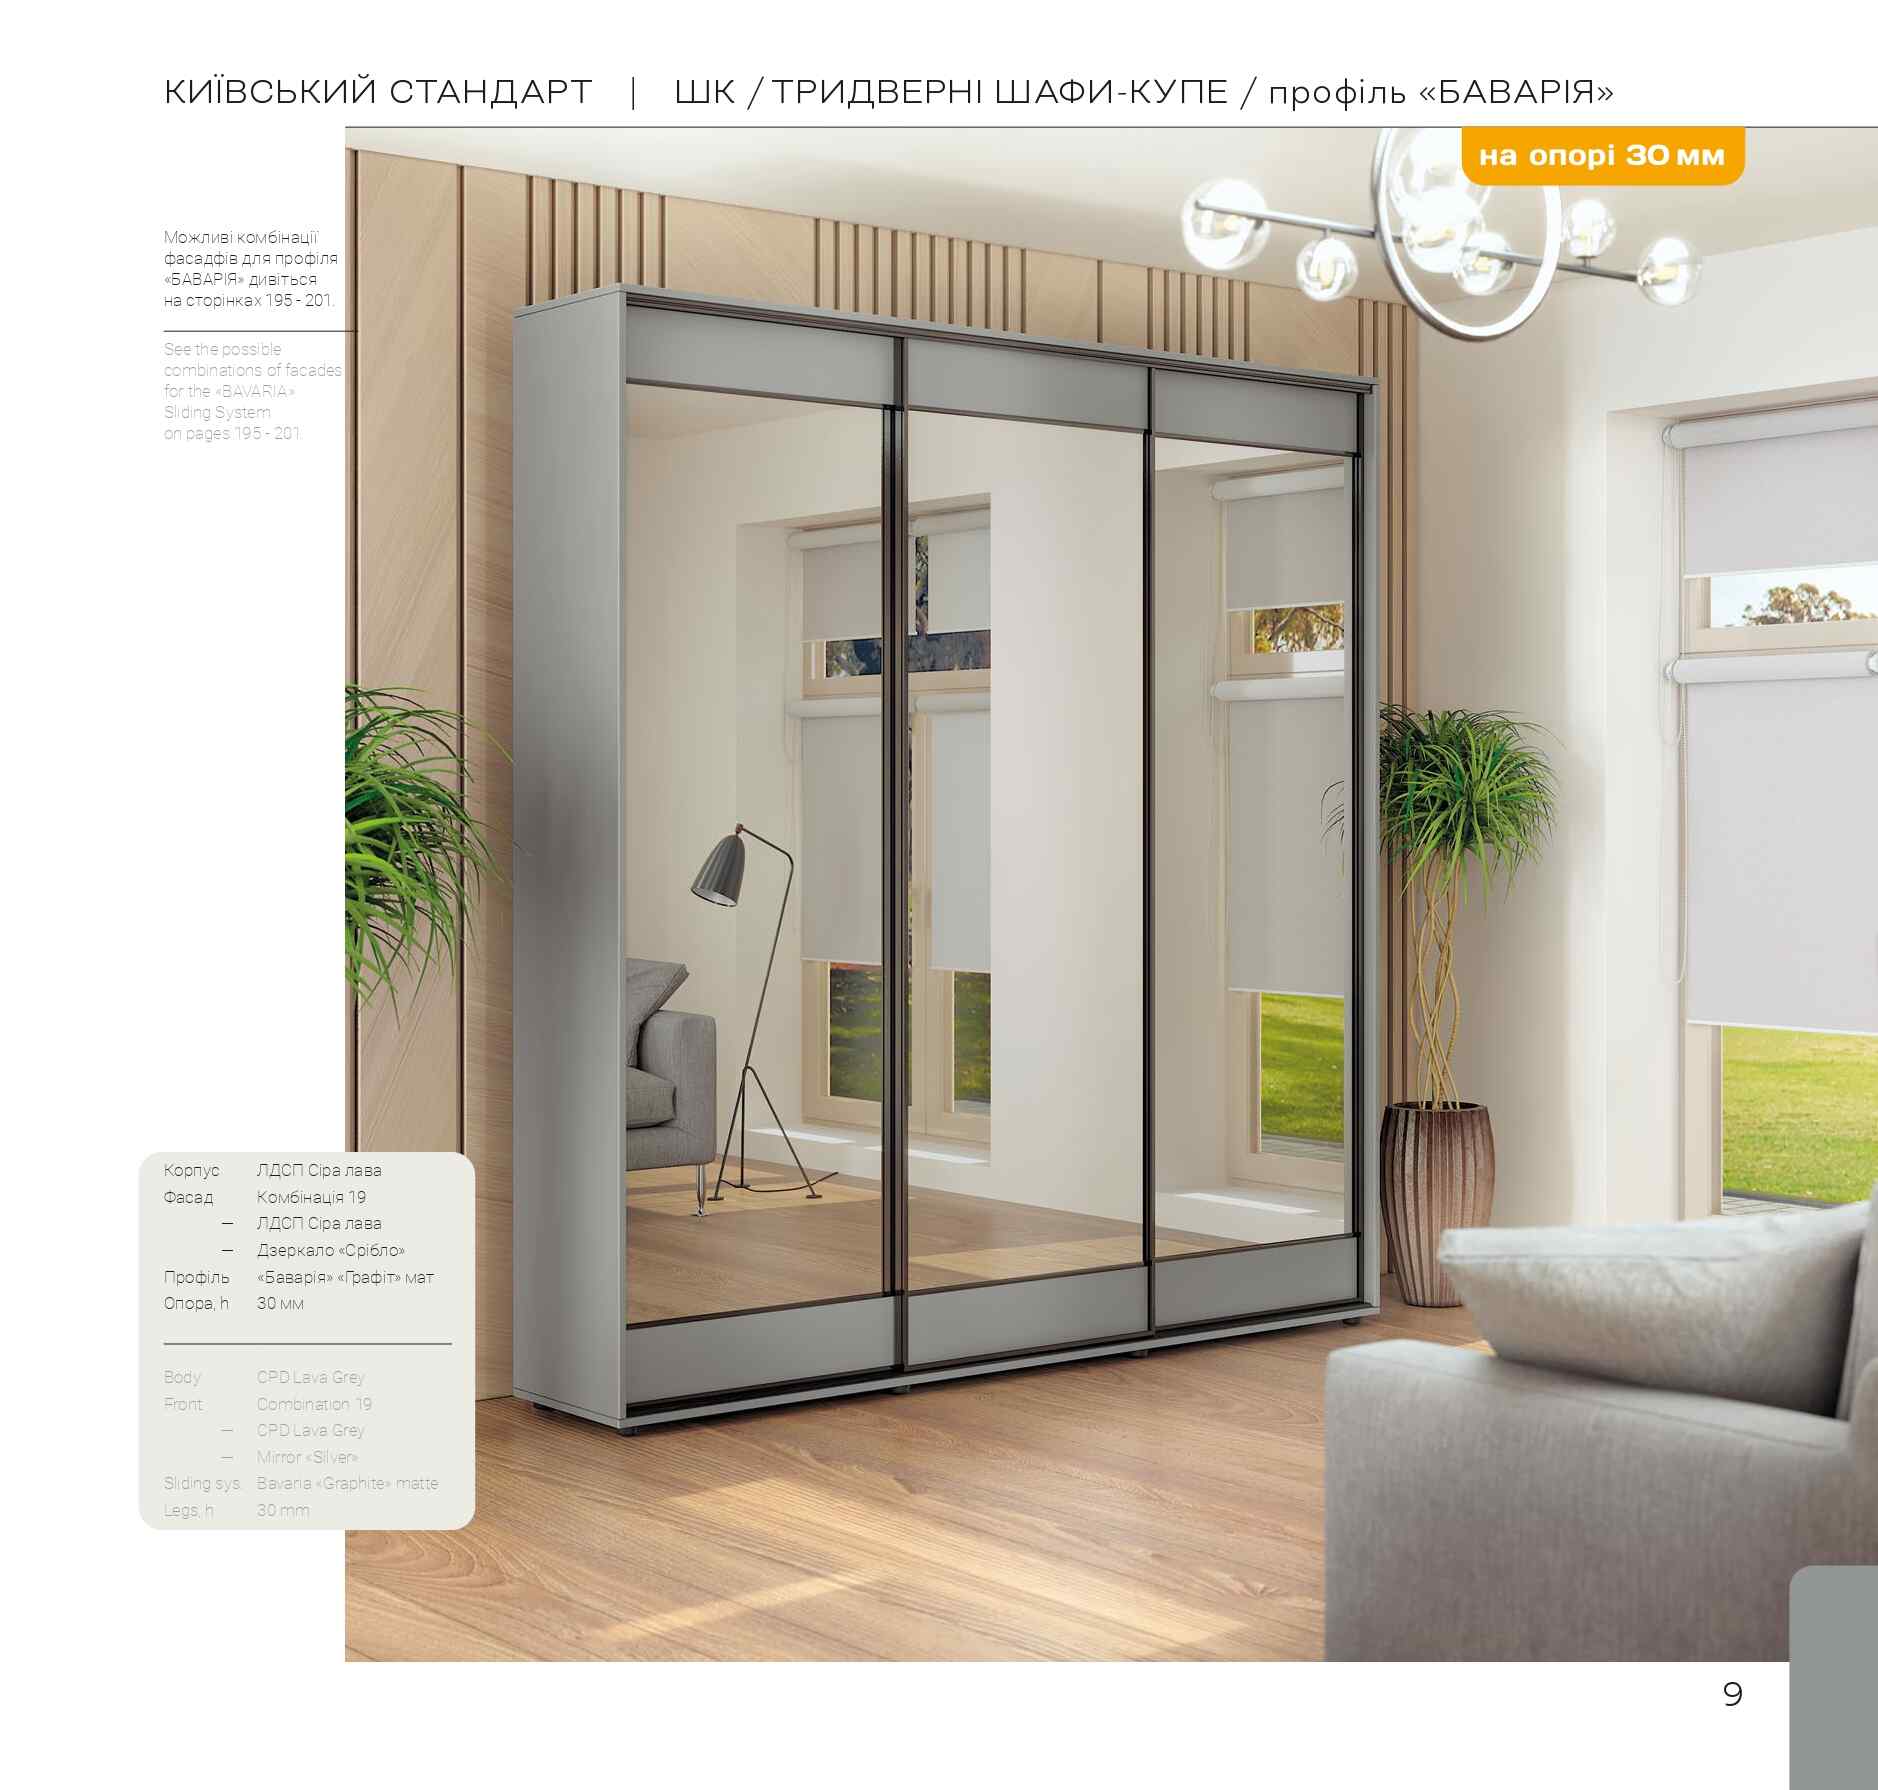 КИЇВСЬКИЙ СТАНДАРТ | ШК / ТРИДВЕРНІ ШАФИ-КУПЕ / профіль «БАВАРІЯ»
на опорі 30 мм
Можливі комбінації
фасадфів для профіля
«БАВАРІЯ» дивіться
на сторінках 195 - 201.
See the possible
combinations of facades
for the «BAVARIA»
Sliding System
on pages 195 - 201.
Корпус ЛДСП Сіра лава
Фасад Комбінація 19
— ЛДСП Сіра лава
— Дзеркало «Срібло»
Профіль «Баварія» «Графіт» мат
Опора, h 30 мм
Body CPD Lava Grey
Front Combination 19
— CPD Lava Grey
— Mirror «Silver»
Sliding sys. Bavaria «Graphite» matte
Legs, h 30 mm
9